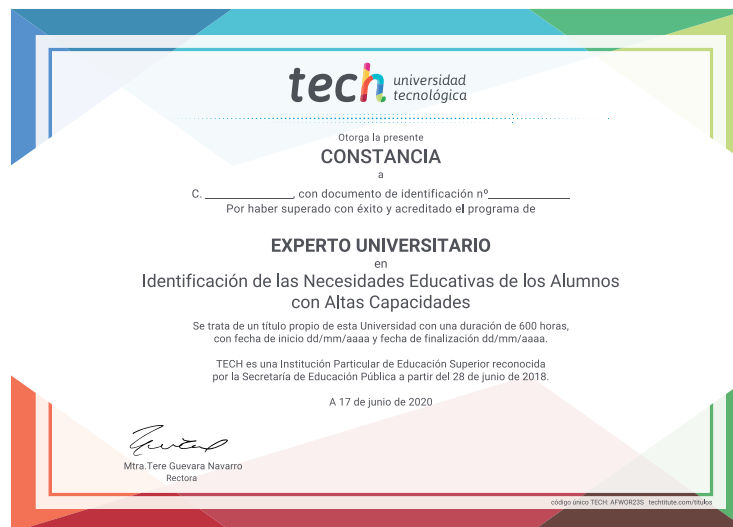 tech universidad
tecnológica
Otorga la presente
CONSTANCIA
a
C. ______________, con documento de identificación nº______________
Por haber superado con éxito y acreditado el programa de
EXPERTO UNIVERSITARIO
en
Identificación de las Necesidades Educativas de los Alumnos
con Altas Capacidades
Se trata de un título propio de esta Universidad con una duración de 600 horas,
con fecha de inicio dd/mm/aaaa y fecha de finalización dd/mm/aaaa.
TECH es una Institución Particular de Educación Superior reconocida
por la Secretaría de Educación Pública a partir del 28 de junio de 2018.
A 17 de junio de 2020
Mtra.Tere Guevara Navarro
Rectora
código único TECH: AFWOR23S techtitute.com/titulos